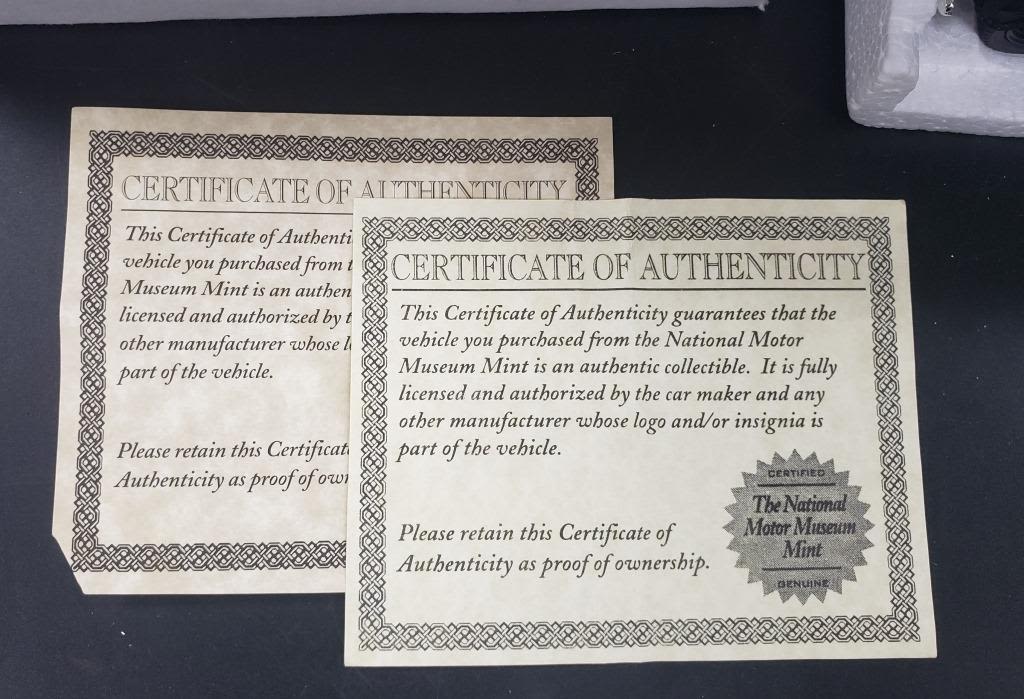 CERTIFICATE OF AUTHENTICITY
This Certificate of Authenti
vehicle you purchased from
Museum Mint is an authen
licensed and authorized by
other manufacturer whose
part of the vehicle.
Please retain this Certificat
Authenticity as proof of own
CERTIFICATE OF AUTHENTICITY
This Certificate of Authenticity guarantees that the
vehicle you purchased from the National Motor
Museum Mint is an authentic collectible. It is fully
licensed and authorized by the car maker and any
other manufacturer whose logo and/or insignia is
part of the vehicle.
Please retain this Certificate of
Authenticity as proof of ownership.
CERTIFIED
The National
Motor Museum
Mint
GENUINE